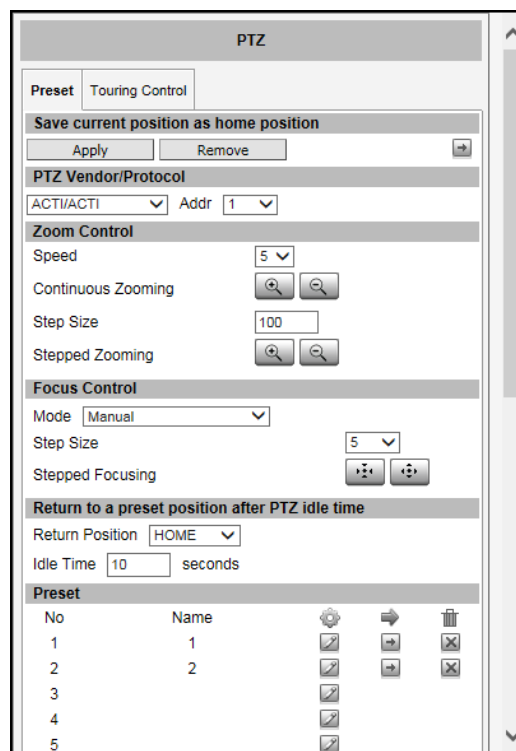 PTZ
Preset Touring Control
Save current position as home position
Apply Remove
PTZ Vendor/Protocol
ACTI/ACTI Addr 1
Zoom Control
Speed 5
Continuous Zooming
Step Size 100
Stepped Zooming
Focus Control
Mode Manual
Step Size 5
Stepped Focusing
Return to a preset position after PTZ idle time
Return Position HOME
Idle Time 10 seconds
Preset
No Name
1 1
2 2
3
4
5